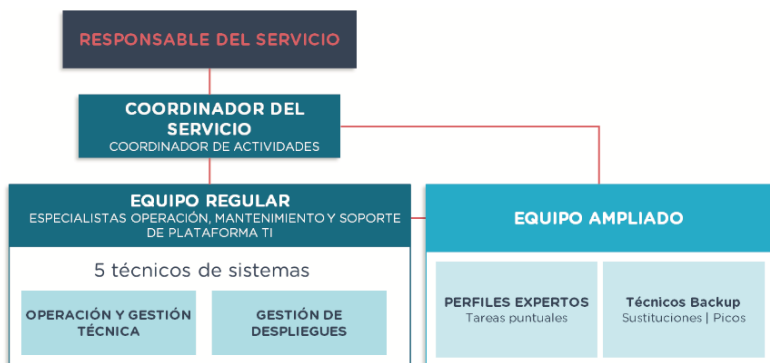 RESPONSABLE DEL SERVICIO
COORDINADOR DEL
SERVICIO
COORDINADOR DE ACTIVIDADES
EQUIPO REGULAR
ESPECIALISTAS OPERACIÓN, MANTENIMIENTO Y SOPORTE
DE PLATAFORMA TI
5 técnicos de sistemas
OPERACIÓN Y GESTIÓN
TÉCNICA
GESTIÓN DE
DESPLIEGUES
EQUIPO AMPLIADO
PERFILES EXPERTOS
Tareas puntuales
Técnicos Backup
Sustituciones | Picos